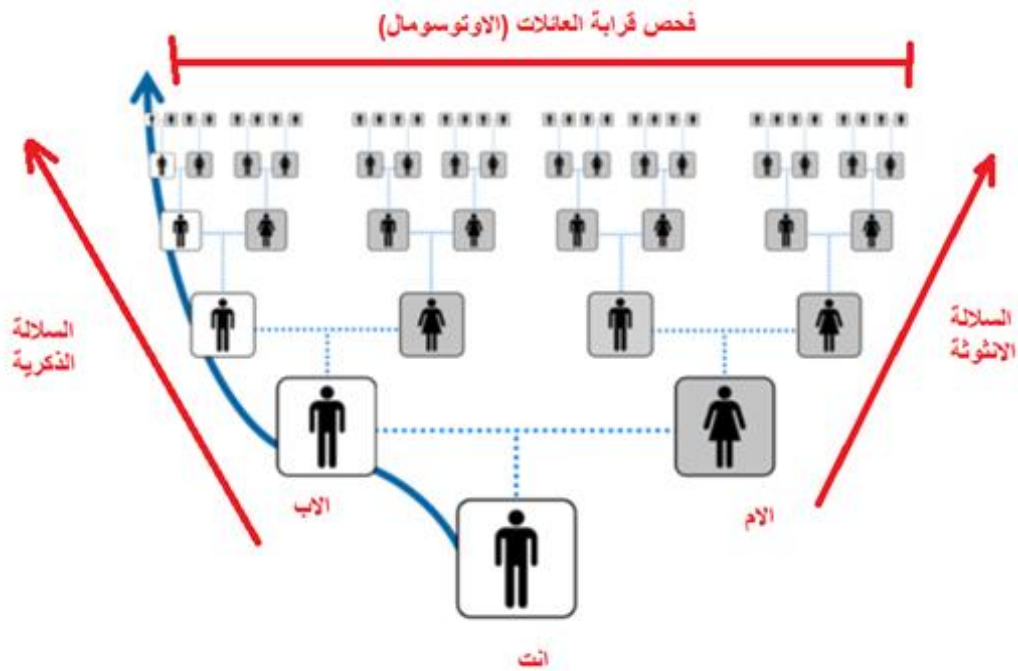 فحص قرابة العائلات (الاوتوسومال)
السلالة
الذكرية
السلالة
الانثوثة
الاب
الام
انت